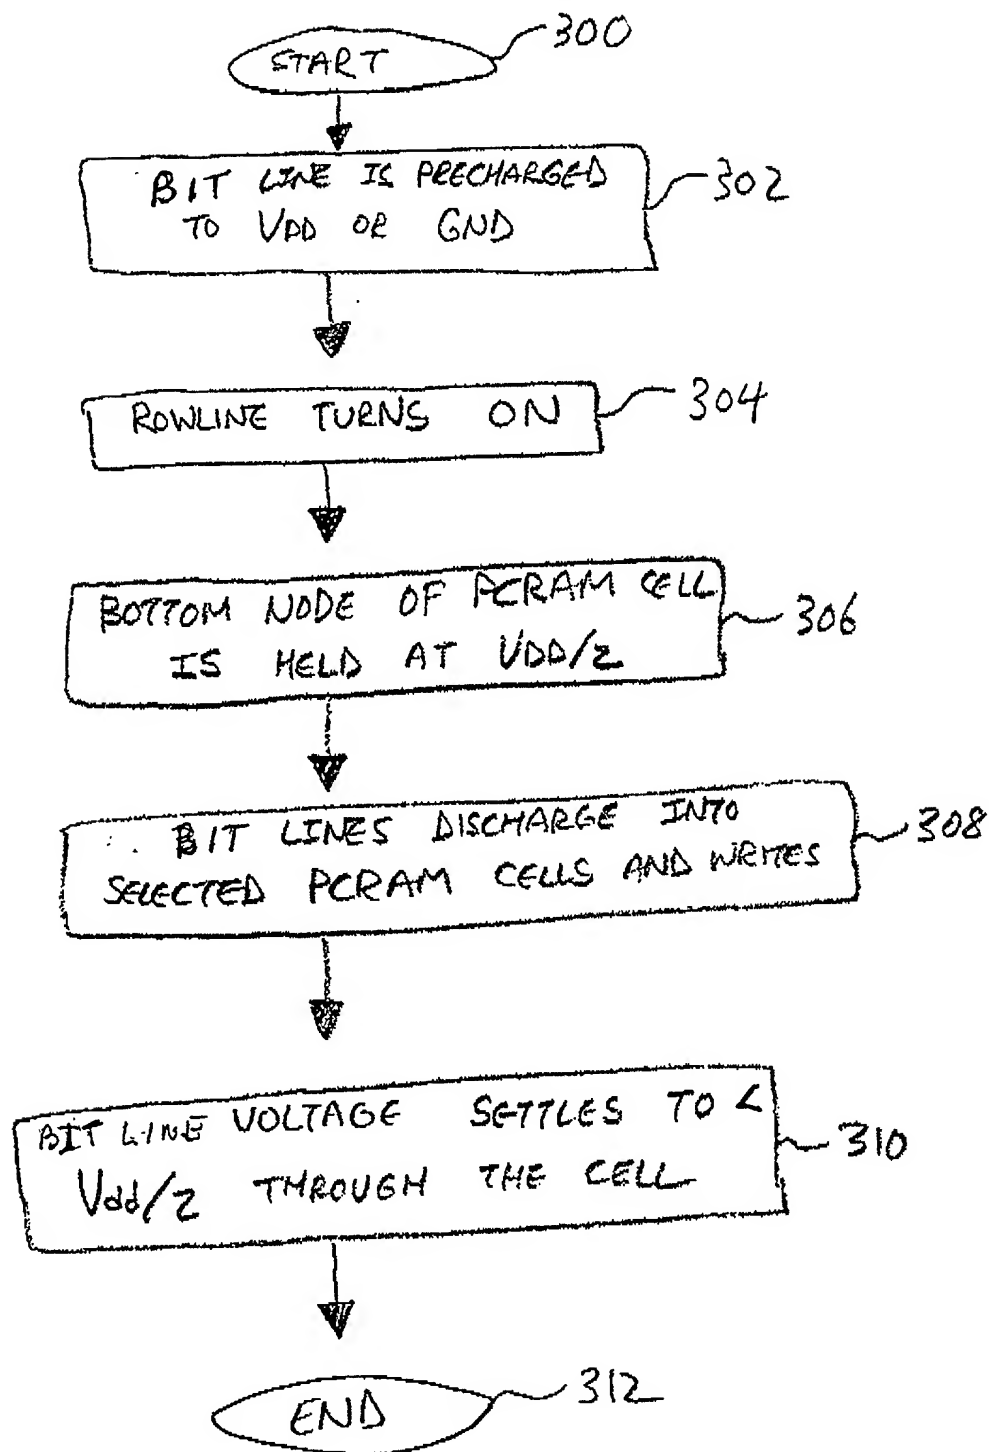 START 300
BIT LINE IS PRECHARGED 302
TO VDD OR GND
ROWLINE TURNS ON 304
BOTTOM NODE OF PCRAM CELL
IS HELD AT VDD/2 306
BIT LINES DISCHARGE INTO 308
SELECTED PCRAM CELLS AND WRITES
BIT LINE VOLTAGE SETTLES TO <
Vdd/2 THROUGH THE CELL 310
END 312